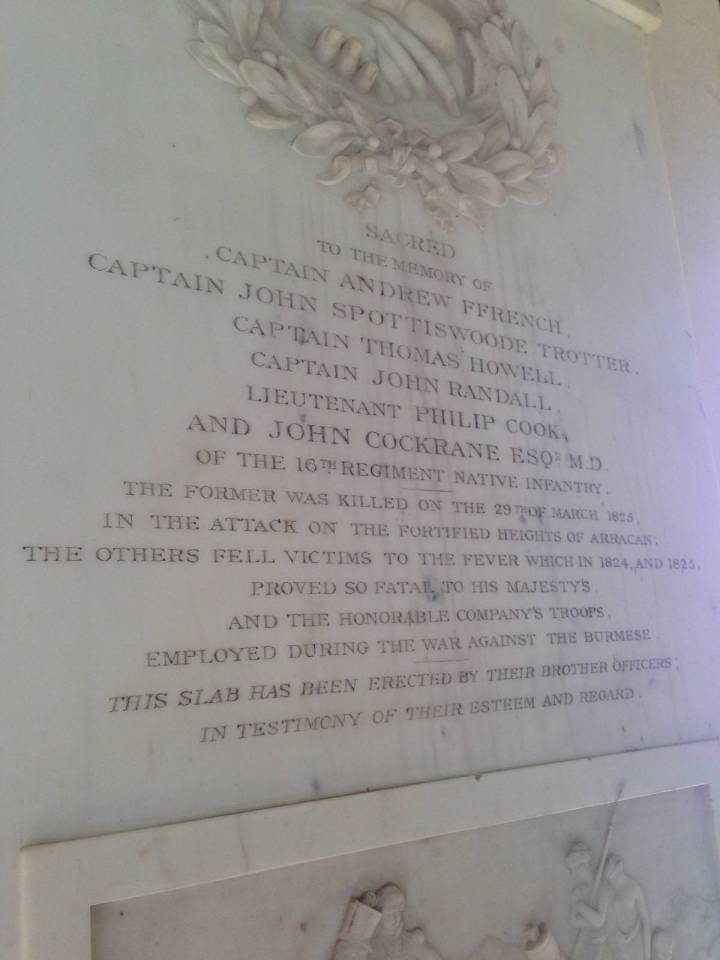 SACRED
TO THE MEMORY OF
CAPTAIN ANDREW FFRENCH,
CAPTAIN JOHN SPOTTISWOODE TROTTER,
CAPTAIN THOMAS HOWELL,
CAPTAIN JOHN RANDALL,
LIEUTENANT PHILIP COOK,
AND JOHN COCKRANE ESQR M.D.
OF THE 16TH REGIMENT NATIVE INFANTRY.
THE FORMER WAS KILLED ON THE 29TH OF MARCH 1825,
IN THE ATTACK ON THE FORTIFIED HEIGHTS OF ARRACAN;
THE OTHERS FELL VICTIMS TO THE FEVER WHICH IN 1824, AND 1825,
PROVED SO FATAL TO HIS MAJESTY'S
AND THE HONORABLE COMPANY'S TROOPS,
EMPLOYED DURING THE WAR AGAINST THE BURMESE.
THIS SLAB HAS BEEN ERECTED BY THEIR BROTHER OFFICERS,
IN TESTIMONY OF THEIR ESTEEM AND REGARD.